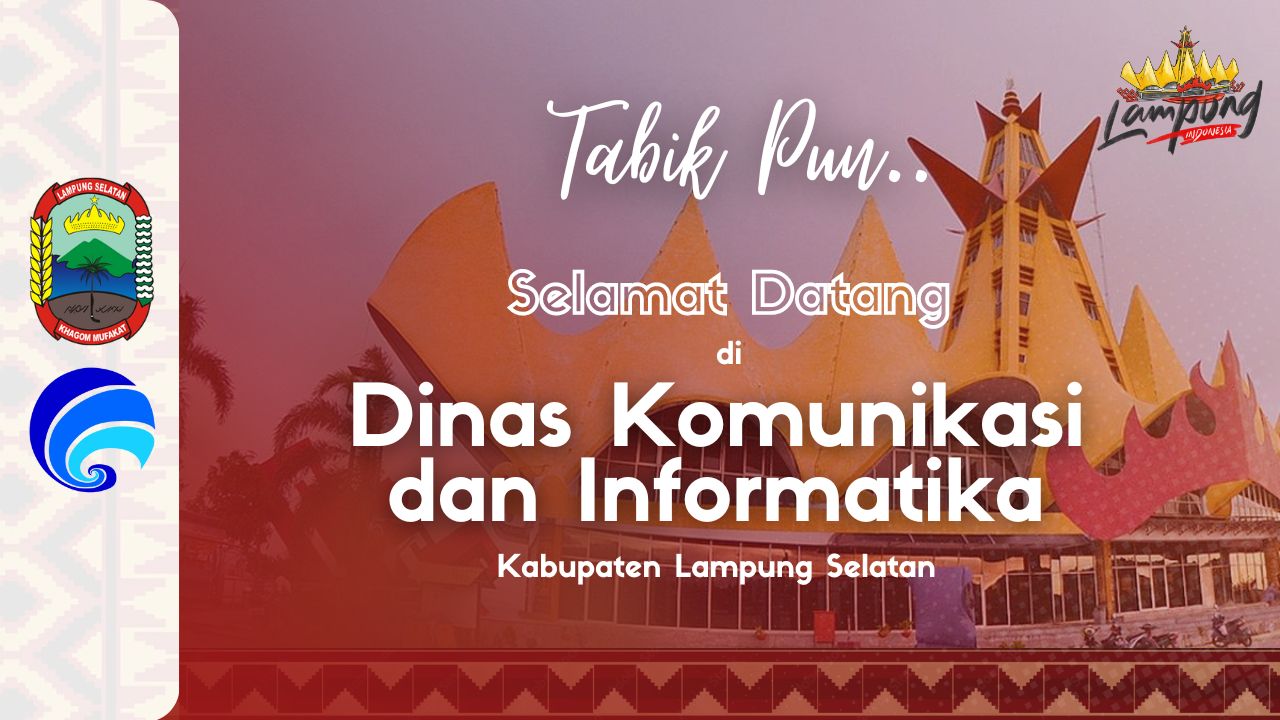 Tabik Pun..
Lampung
INDONESIA
LAMPUNG SELATAN
KHAGOM MUFAKAT
Selamat Datang
di
Dinas Komunikasi
dan Informatika
Kabupaten Lampung Selatan